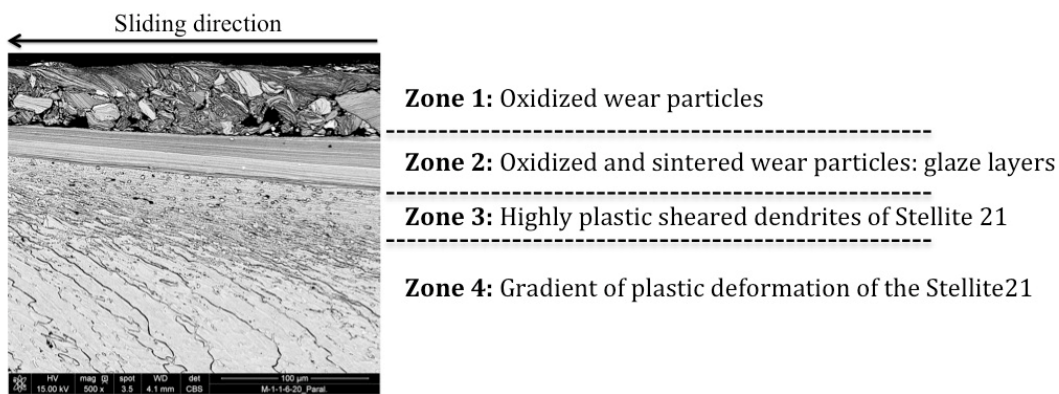 Sliding direction
Zone 1: Oxidized wear particles
Zone 2: Oxidized and sintered wear particles: glaze layers
Zone 3: Highly plastic sheared dendrites of Stellite 21
Zone 4: Gradient of plastic deformation of the Stellite21
HV mag spot WD det 100 µm
15.00 kV 500 x 3.5 4.1 mm CBS M-1-1-6-20_Paral.